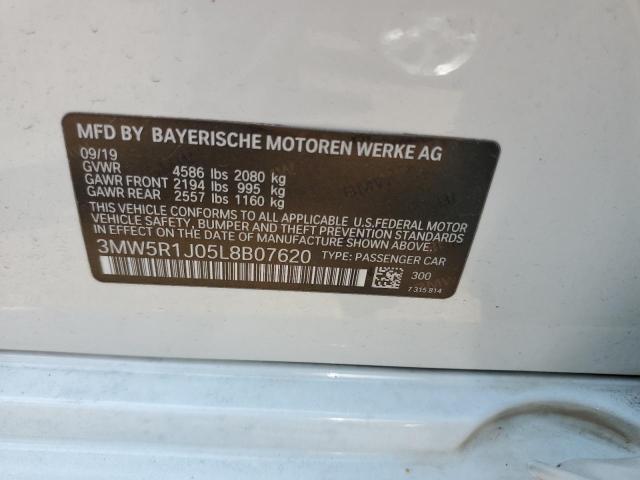 MFD BY BAYERISCHE MOTOREN WERKE AG
09/19
GVWR 4586 lbs 2080 kg
GAWR FRONT 2194 lbs 995 kg
GAWR REAR 2557 lbs 1160 kg
THIS VEHICLE CONFORMS TO ALL APPLICABLE U.S.FEDERAL MOTOR
VEHICLE SAFETY, BUMPER AND THEFT PREVENTION STANDARDS
IN EFFECT ON THE DATE OF MANUFACTURE SHOWN ABOVE.
3MW5R1J05L8B07620 TYPE: PASSENGER CAR
300
7 315 814